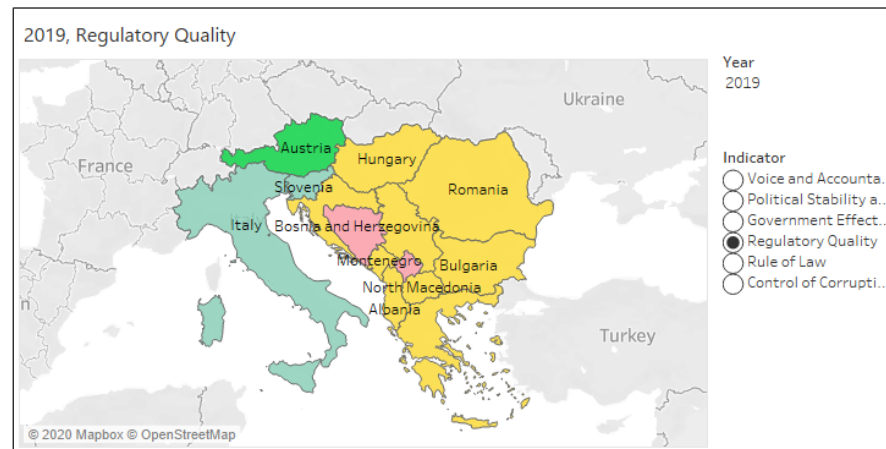 2019, Regulatory Quality
Year
2019
Ukraine
France
Austria
Hungary
Slovenia
Romania
Italy
Bosnia and Herzegovina
Montenegro
Bulgaria
North Macedonia
Albania
Turkey
Indicator
Voice and Accounta..
Political Stability a..
Government Effect..
Regulatory Quality
Rule of Law
Control of Corrupti..
© 2020 Mapbox © OpenStreetMap